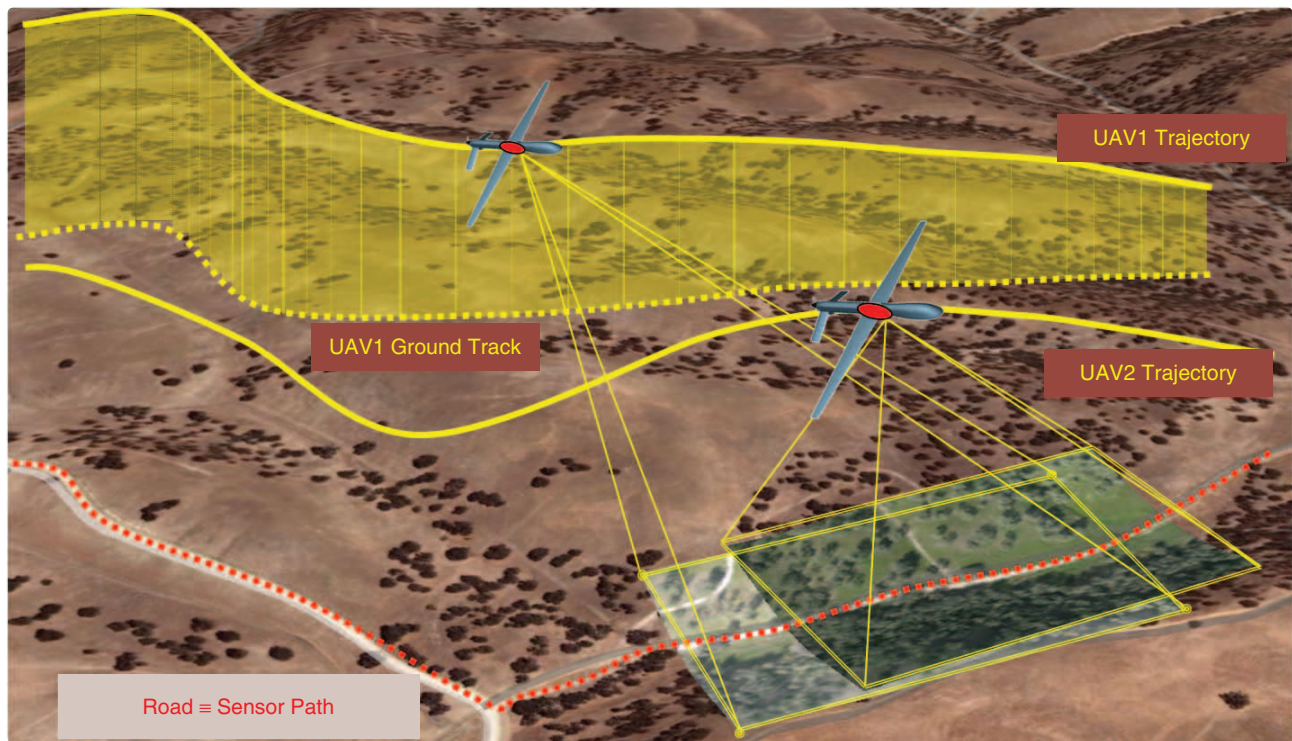 UAV1 Trajectory
UAV1 Ground Track
UAV2 Trajectory
Road ≡ Sensor Path